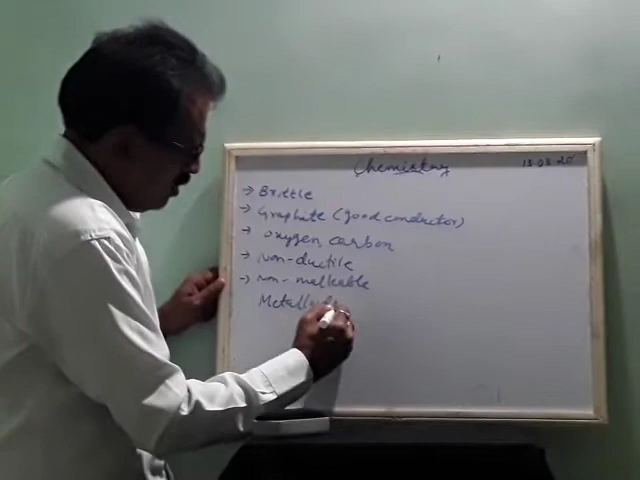 Chemistry 13.08.20
→ Brittle
→ Graphite (good conductor)
→ oxygen, carbon
→ Non-ductile
→ Non-malleable